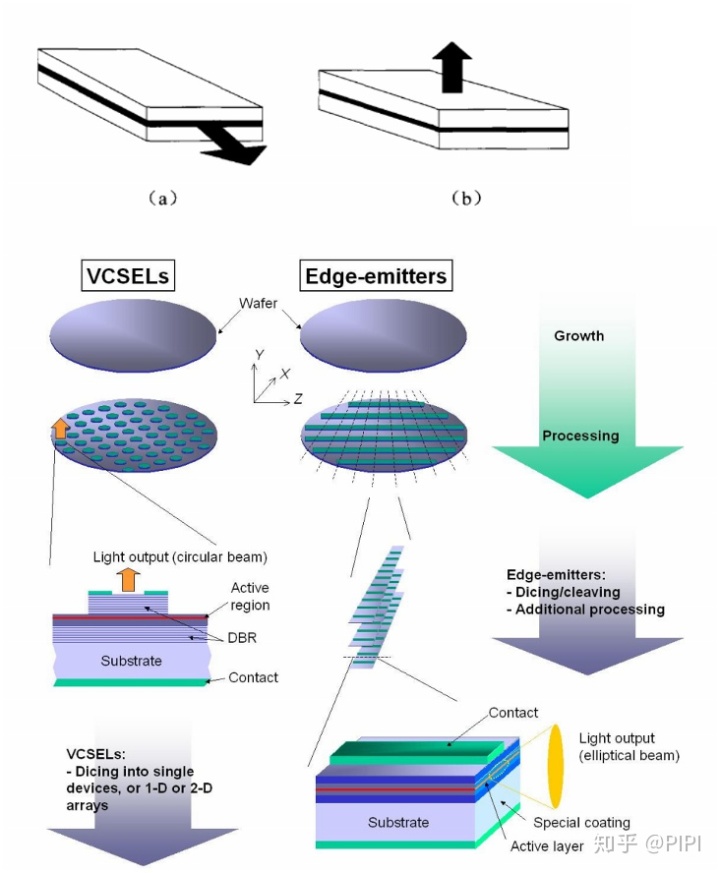 (a)
(b)
VCSELs
Edge-emitters
Wafer
Y
X
Z
Growth
Processing
Light output (circular beam)
Active
region
DBR
Substrate
Contact
Edge-emitters:
- Dicing/cleaving
- Additional processing
VCSELs:
- Dicing into single
devices, or 1-D or 2-D
arrays
Contact
Light output
(elliptical beam)
Substrate
Special coating
Active layer
知乎 @PIPI